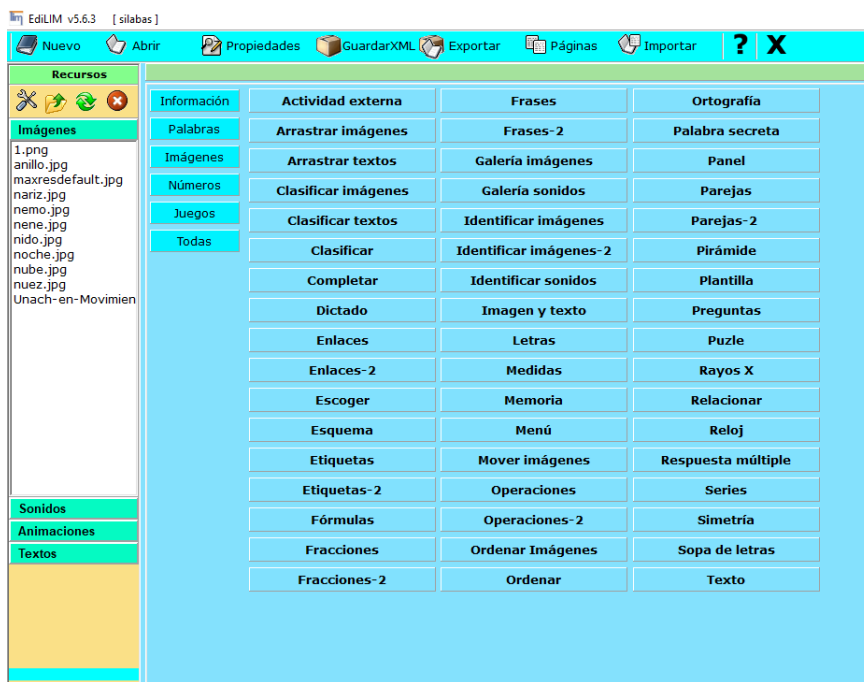 EdiLIM v5.6.3 [ silabas ]
Nuevo Abrir Propiedades GuardarXML Exportar Páginas Importar ? X
Recursos
Imágenes
1.png
anillo.jpg
maxresdefault.jpg
nariz.jpg
nemo.jpg
nene.jpg
nido.jpg
noche.jpg
nube.jpg
nuez.jpg
Unach-en-Movimien
Sonidos
Animaciones
Textos
Información
Palabras
Imágenes
Números
Juegos
Todas
Actividad externa
Arrastrar imágenes
Arrastrar textos
Clasificar imágenes
Clasificar textos
Clasificar
Completar
Dictado
Enlaces
Enlaces-2
Escoger
Esquema
Etiquetas
Etiquetas-2
Fórmulas
Fracciones
Fracciones-2
Frases
Frases-2
Galería imágenes
Galería sonidos
Identificar imágenes
Identificar imágenes-2
Identificar sonidos
Imagen y texto
Letras
Medidas
Memoria
Menú
Mover imágenes
Operaciones
Operaciones-2
Ordenar Imágenes
Ordenar
Ortografía
Palabra secreta
Panel
Parejas
Parejas-2
Pirámide
Plantilla
Preguntas
Puzle
Rayos X
Relacionar
Reloj
Respuesta múltiple
Series
Simetría
Sopa de letras
Texto